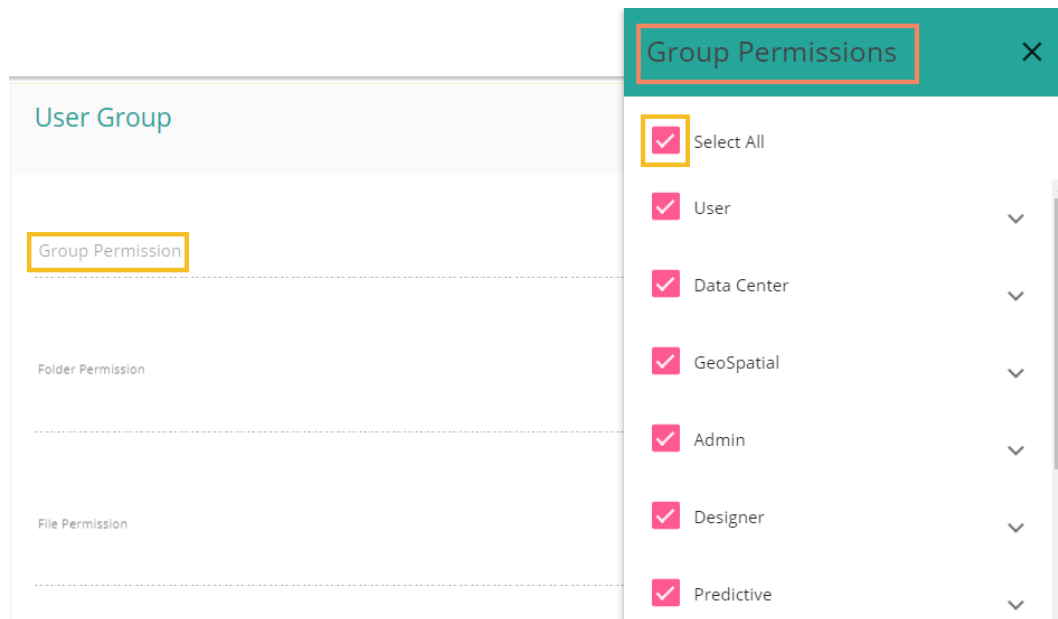 User Group
Group Permission
Folder Permission
File Permission
Group Permissions
Select All
User
Data Center
GeoSpatial
Admin
Designer
Predictive